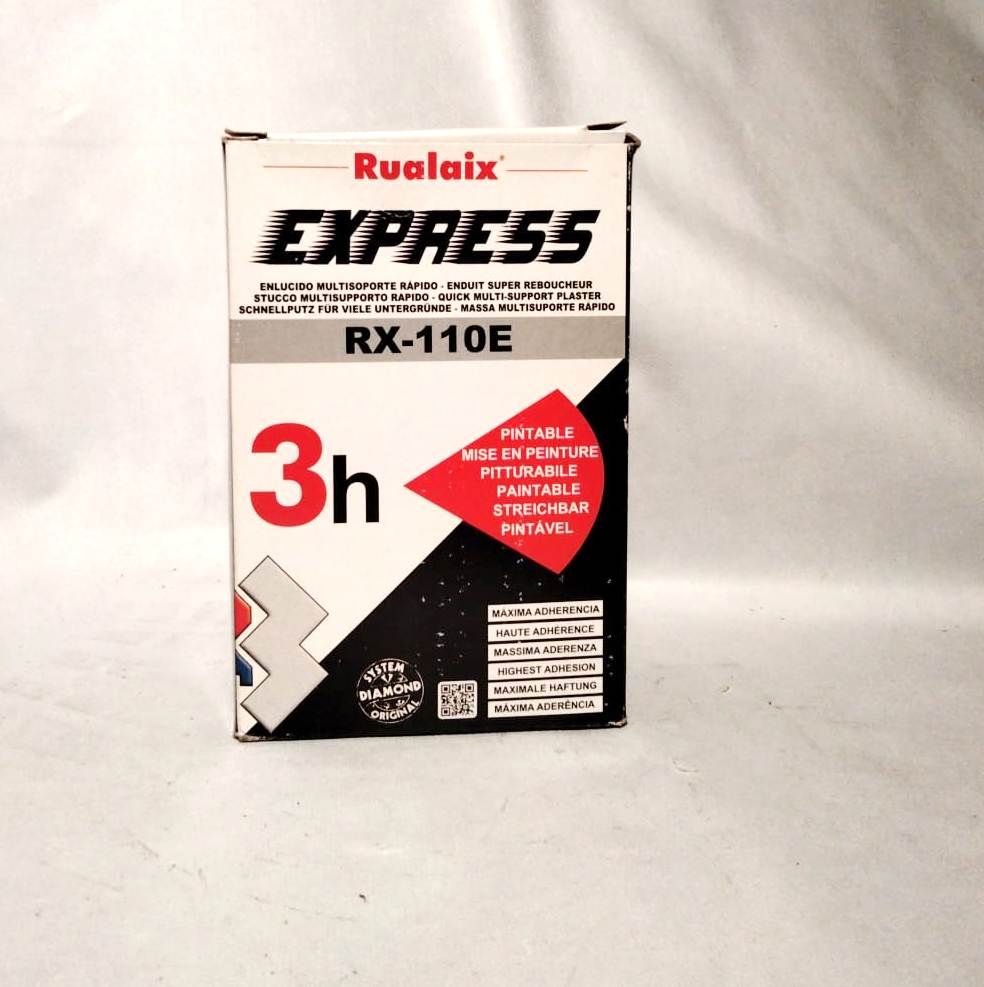 Rualaix®
EXPRESS
ENLUCIDO MULTISOPORTE RÁPIDO - ENDUIT SUPER REBOUCHEUR
STUCCO MULTISUPPORTO RAPIDO - QUICK MULTI-SUPPORT PLASTER
SCHNELLPUTZ FÜR VIELE UNTERGRÜNDE - MASSA MULTISUPORTE RÁPIDO
RX-110E
3h
PINTABLE
MISE EN PEINTURE
PITTURABILE
PAINTABLE
STREICHBAR
PINTÁVEL
MÁXIMA ADHERENCIA
HAUTE ADHÉRENCE
MASSIMA ADERENZA
HIGHEST ADHESION
MAXIMALE HAFTUNG
MÁXIMA ADERÊNCIA
SYSTEM
DIAMOND
ORIGINAL